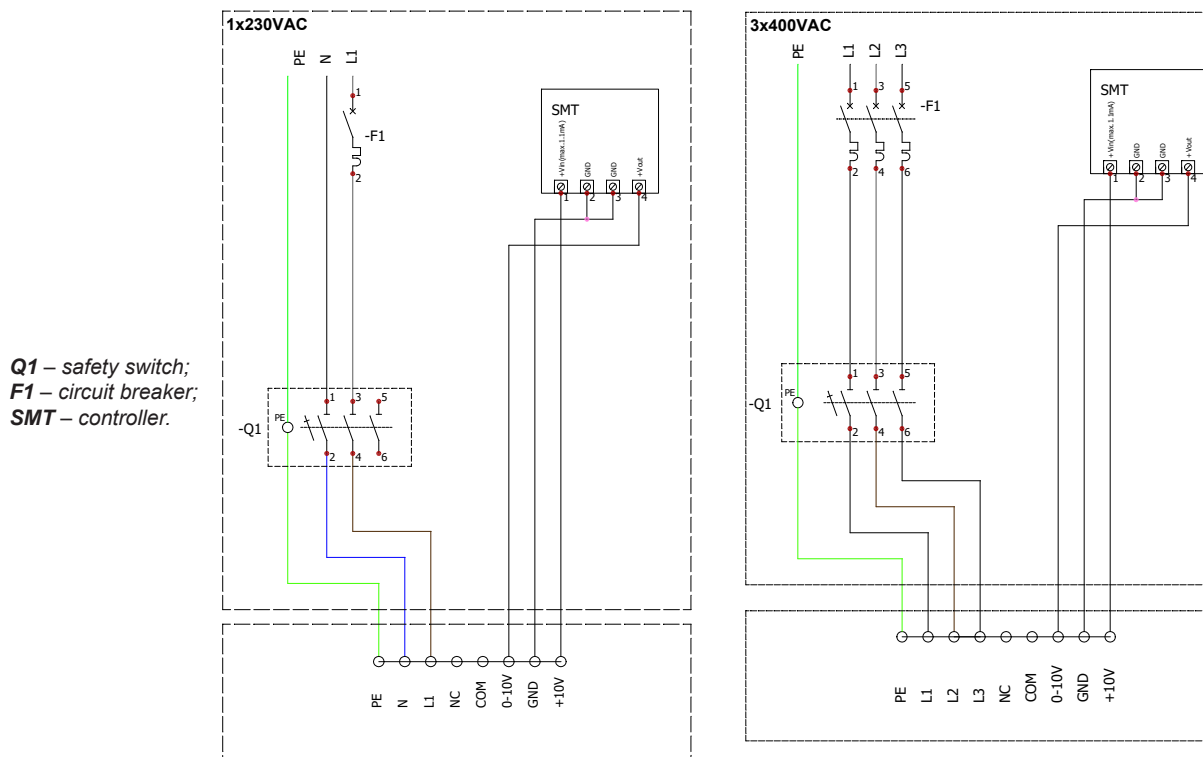 Q1 – safety switch;
F1 – circuit breaker;
SMT – controller.
1x230VAC
PE
N
L1
1
-F1
2
SMT
+Vin(max.1.1mA)
GND
GND
+Vout
1
2
3
4
-Q1
PE
1
3
5
2
4
6
PE
N
L1
NC
COM
0-10V
GND
+10V
3x400VAC
PE
L1
L2
L3
1
3
5
-F1
2
4
6
SMT
+Vin(max.1.1mA)
GND
GND
+Vout
1
2
3
4
-Q1
PE
1
3
5
2
4
6
PE
L1
L2
L3
NC
COM
0-10V
GND
+10V